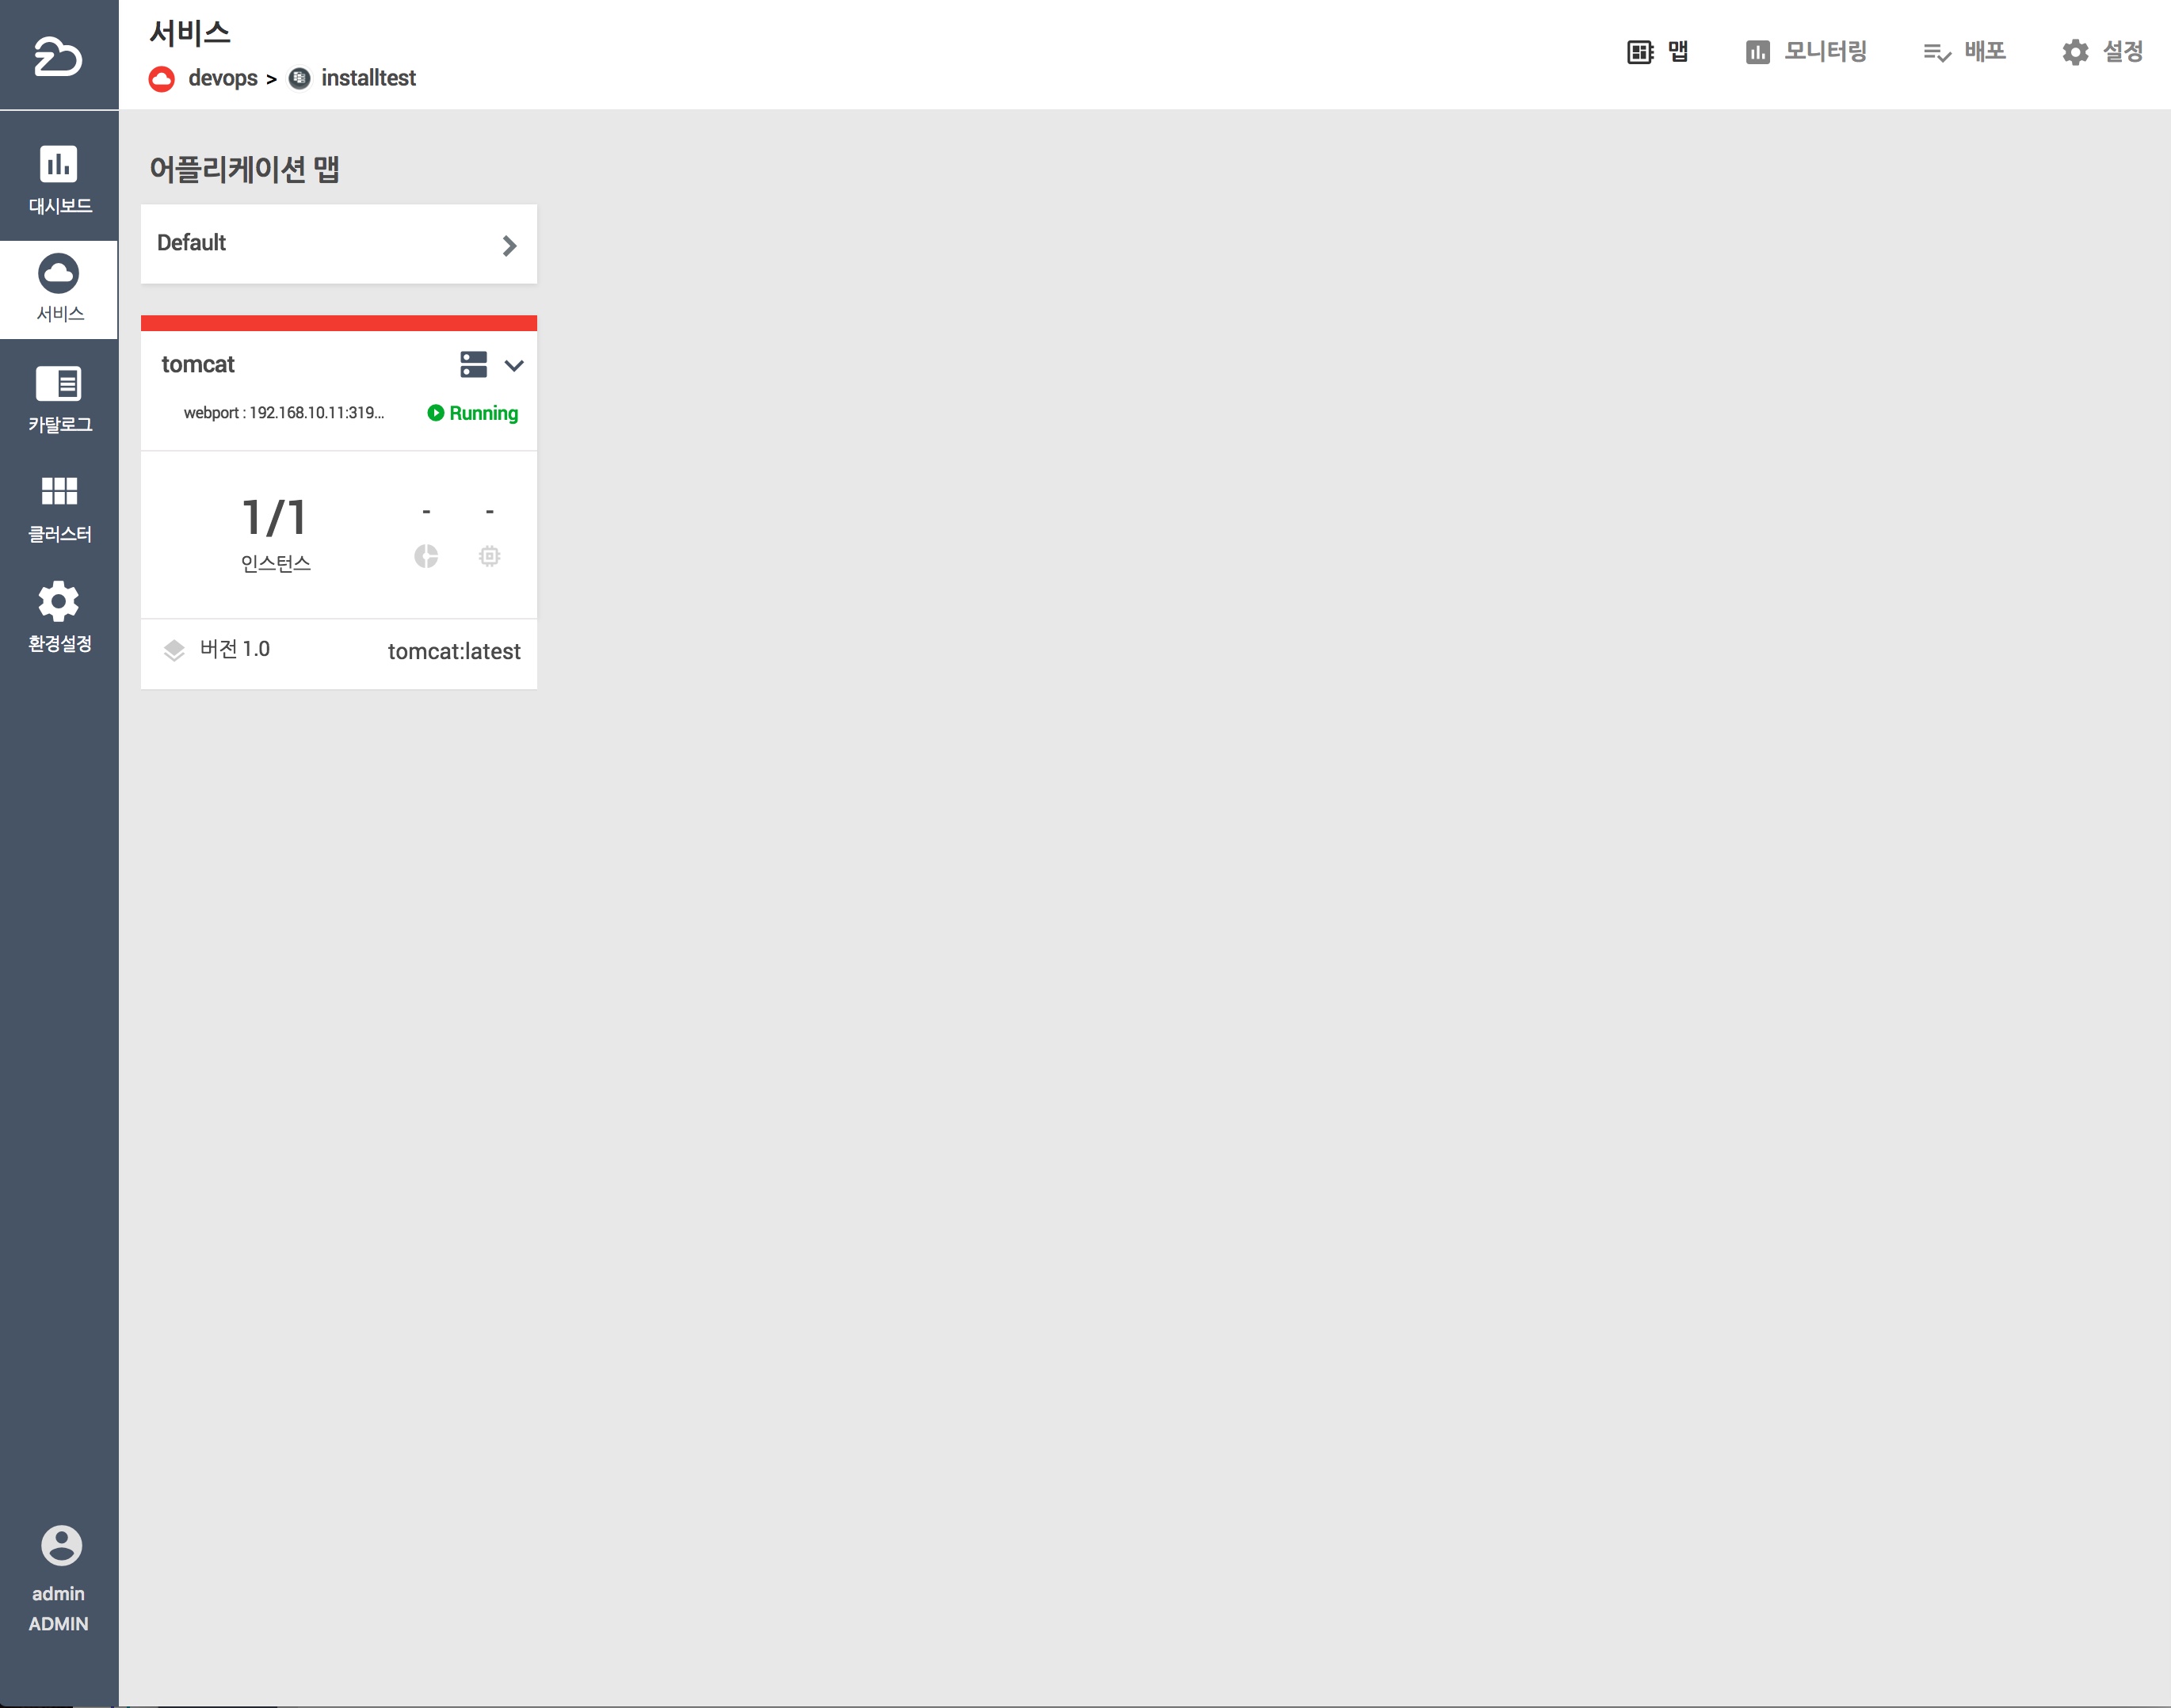 서비스
devops > installtest
맵
모니터링
배포
설정
대시보드
서비스
카탈로그
클러스터
환경설정
admin
ADMIN
어플리케이션 맵
Default
tomcat
webport : 192.168.10.11:319...
Running
1/1
인스턴스
- -
버전 1.0
tomcat:latest